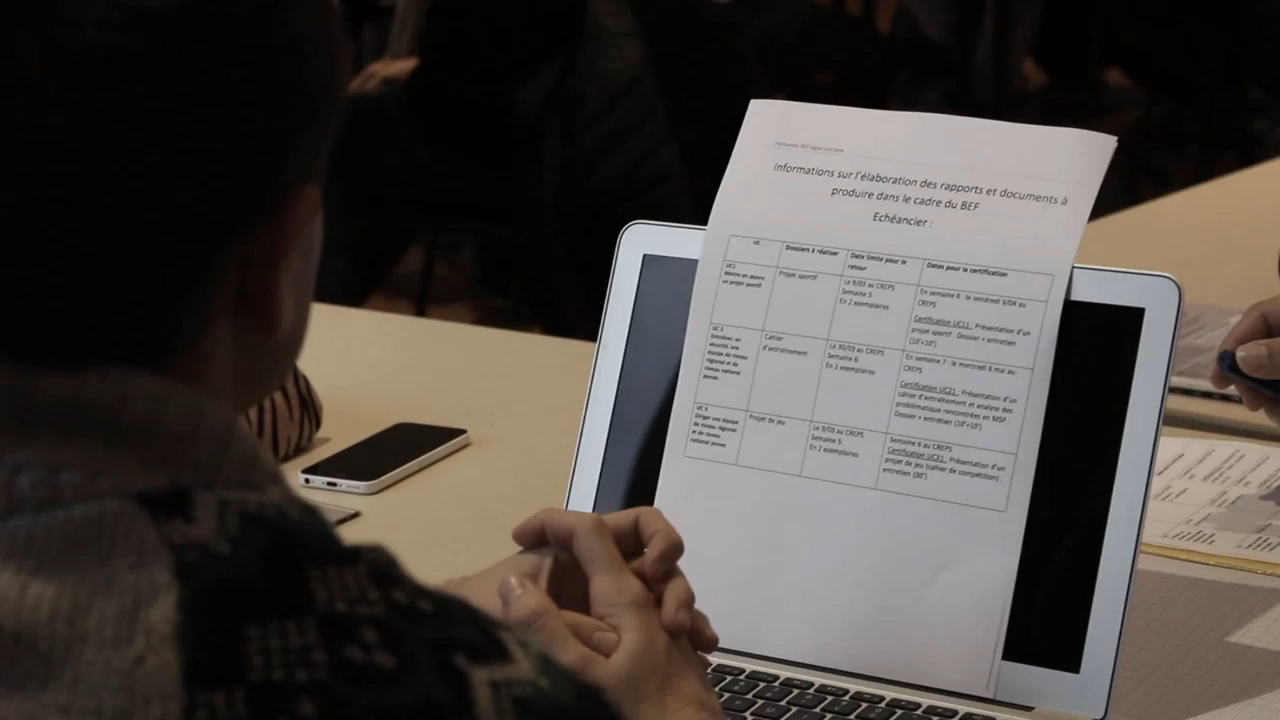 Informations sur l'élaboration des rapports et documents à
produire dans le cadre du BEF
Echéancier :
UC
Dossiers à réaliser
Date limite pour le
retour
Dates pour la certification
UC1
Mettre en œuvre
un projet sportif
Projet sportif
Le 9/03 au CREPS
Semaine 5
En 2 exemplaires
En semaine 6 : le vendredi 3/04 au
CREPS
Certification UC11 : Présentation d'un
projet sportif : Dossier + entretien
(10'+10')
UC 2
Entraîner, en
sécurité, une
équipe de niveau
régional et de
niveau national
jeunes
Cahier
d'entraînement
Le 30/03 au CREPS
Semaine 6
En 2 exemplaires
En semaine 7 : le mercredi 6 mai au
CREPS
Certification UC21 : Présentation d'un
cahier d'entraînement et analyse des
problématique rencontrées en MSP :
Dossier + entretien (10'+10')
UC 3
Diriger une équipe
de niveau régional
et de niveau
national jeunes
Projet de jeu
Le 9/03 au CREPS
Semaine 5
En 2 exemplaires
Semaine 6 au CREPS
Certification UC31 : Présentation d'un
projet de jeu (cahier de compétition) :
entretien (30')